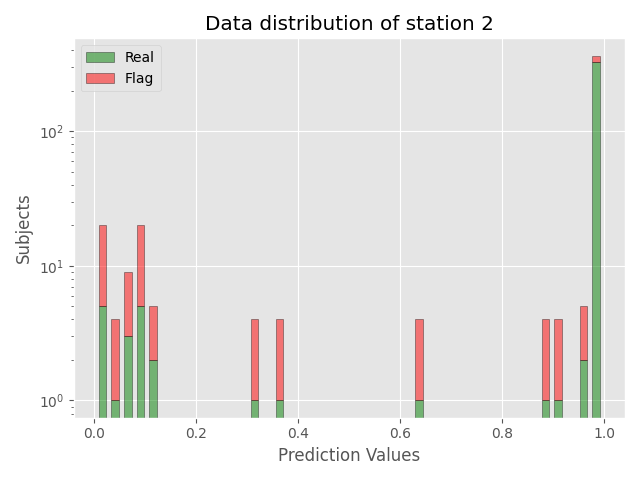 Data distribution of station 2
Real
Flag
Subjects
10²
10¹
10⁰
0.0 0.2 0.4 0.6 0.8 1.0
Prediction Values